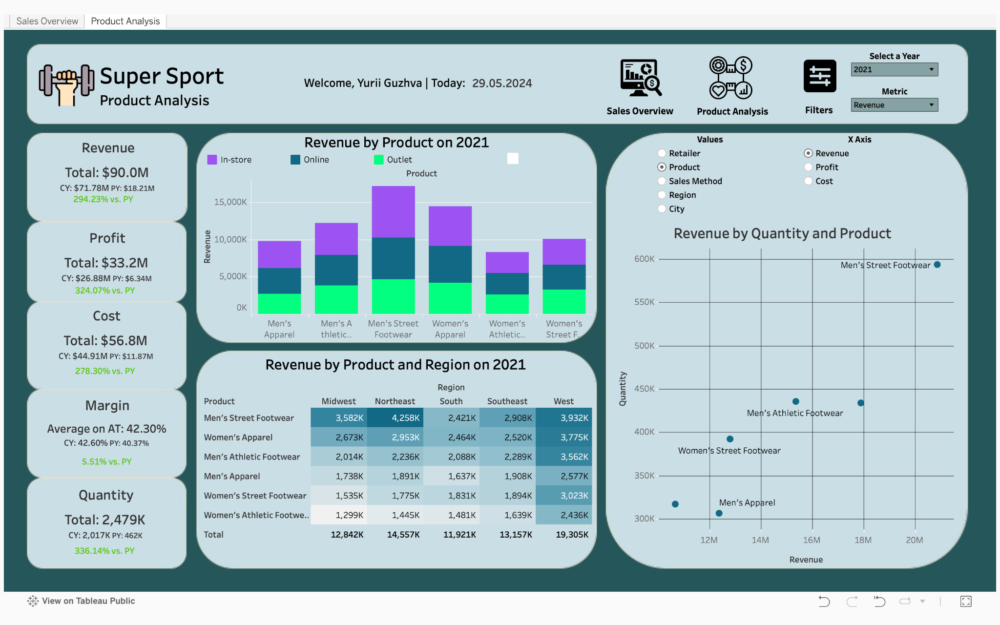 Sales Overview
Product Analysis
Super Sport
Product Analysis
Welcome, Yurii Guzhva | Today: 29.05.2024
Sales Overview
Product Analysis
Filters
Select a Year
2021
Metric
Revenue
Revenue
Total: $90.0M
CY: $71.78M PY: $18.21M
294.23% vs. PY
Profit
Total: $33.2M
CY: $26.88M PY: $6.34M
324.07% vs. PY
Cost
Total: $56.8M
CY: $44.91M PY: $11.87M
278.30% vs. PY
Margin
Average on AT: 42.30%
CY: 42.60% PY: 40.37%
5.51% vs. PY
Quantity
Total: 2,479K
CY: 2,017K PY: 462K
336.14% vs. PY
Revenue by Product on 2021
In-store
Online
Outlet
Product
Revenue
15,000K
10,000K
5,000K
0K
Men's Apparel
Men's A thletic..
Men's Street Footwear
Women's Apparel
Women's Athletic..
Women's Street F..
Revenue by Product and Region on 2021
Region
Product Midwest Northeast South Southeast West
Men's Street Footwear 3,582K 4,258K 2,421K 2,908K 3,932K
Women's Apparel 2,673K 2,953K 2,464K 2,520K 3,775K
Men's Athletic Footwear 2,014K 2,236K 2,088K 2,289K 3,562K
Men's Apparel 1,738K 1,891K 1,637K 1,908K 2,577K
Women's Street Footwear 1,535K 1,775K 1,831K 1,894K 3,023K
Women's Athletic Footwe.. 1,299K 1,445K 1,481K 1,639K 2,436K
Total 12,842K 14,557K 11,921K 13,157K 19,305K
Values
Retailer
Product
Sales Method
Region
City
X Axis
Revenue
Profit
Cost
Revenue by Quantity and Product
Quantity
600K
550K
500K
450K
400K
350K
300K
Men's Street Footwear
Men's Athletic Footwear
Women's Street Footwear
Men's Apparel
12M 14M 16M 18M 20M
Revenue
View on Tableau Public